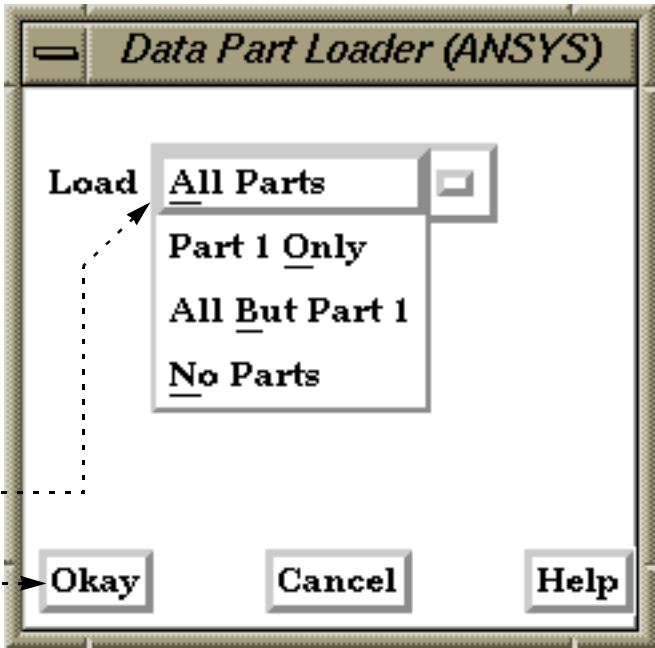 Data Part Loader (ANSYS)
Load All Parts
Part 1 Only
All But Part 1
No Parts
Okay Cancel Help